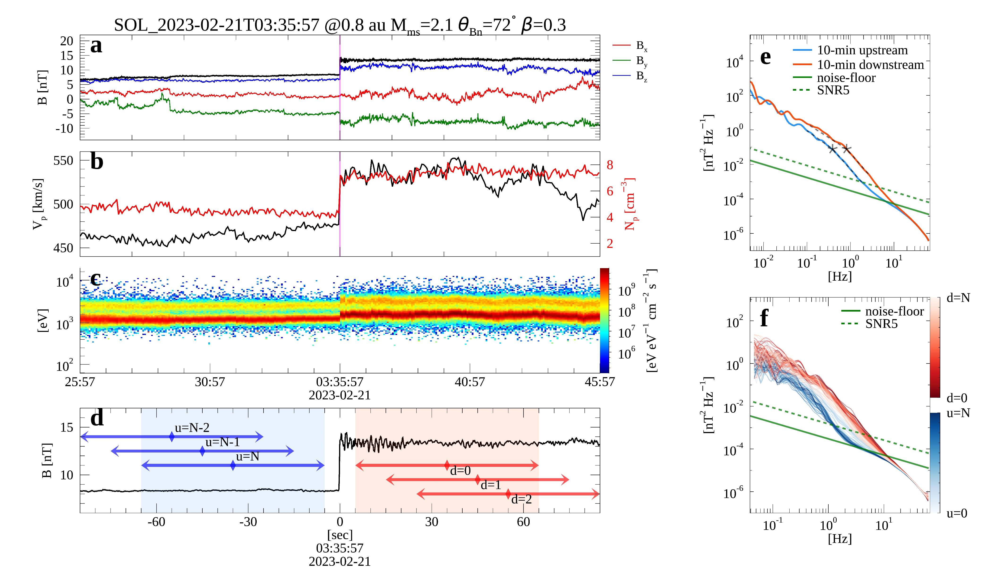 SOL_2023-02-21T03:35:57 @0.8 au M_ms=2.1 θ_Bn=72° β=0.3
a
20
15
10
5
0
-5
-10
B [nT]
B_x
B_y
B_z
b
550
500
450
V_p [km/s]
8
6
4
2
N_p [cm^−3]
c
10^4
10^3
10^2
[eV]
10^9
10^8
10^7
10^6
[eV eV^−1 cm^−2 s^−1]
25:57 30:57 03:35:57 40:57 45:57
2023-02-21
d
15
10
B [nT]
u=N-2
u=N-1
u=N
d=0
d=1
d=2
-60 -30 0 30 60
[sec]
03:35:57
2023-02-21
e
10-min upstream
10-min downstream
noise-floor
SNR5
10^4
10^2
10^0
10^-2
10^-4
10^-6
[nT^2 Hz^−1]
10^-2 10^-1 10^0 10^1
[Hz]
f
noise-floor
SNR5
10^2
10^0
10^-2
10^-4
10^-6
[nT^2 Hz^−1]
10^-1 10^0 10^1
[Hz]
d=N
d=0
u=N
u=0